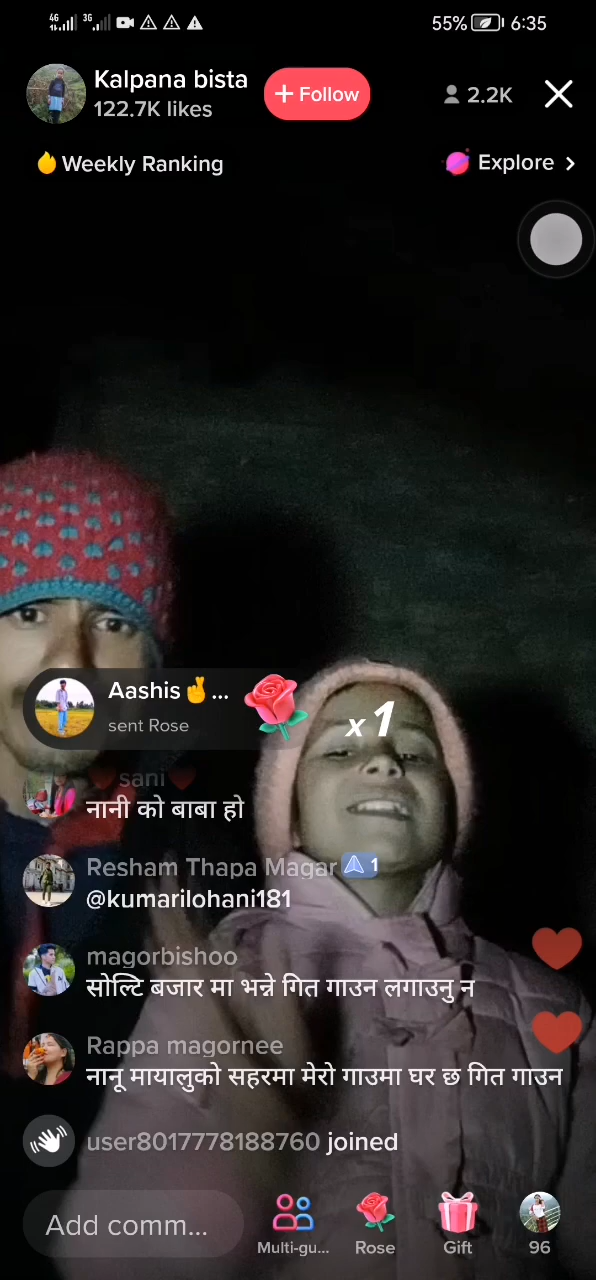 4G 3G 55% 6:35
Kalpana bista
122.7K likes
+ Follow
2.2K
Weekly Ranking
Explore >
Aashis🤞...
sent Rose
x1
sani
नानी को बाबा हो
Resham Thapa Magar 1
@kumarilohani181
magorbishoo
सोल्टि बजार मा भन्ने गित गाउन लगाउनु न
Rappa magornee
नानू मायालुको सहरमा मेरो गाउमा घर छ गित गाउन
user8017778188760 joined
Add comm...
Multi-gu...
Rose
Gift
96